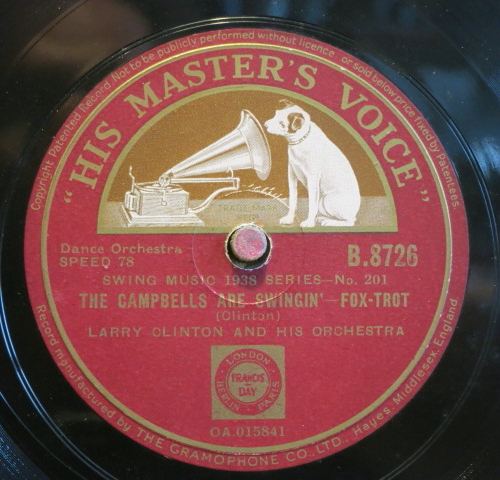 Copyright. Patented Record Not to be publicly performed without licence or sold below price fixed by Patentees.
"HIS MASTER'S VOICE"
TRADE MARK
Dance Orchestra
SPEED 78
B.8726
SWING MUSIC 1938 SERIES—No. 201
THE CAMPBELLS ARE SWINGIN'—FOX-TROT
(Clinton)
LARRY CLINTON AND HIS ORCHESTRA
LONDON
FRANCIS
DAY
BERLIN PARIS
OA.015841
Record manufactured by THE GRAMOPHONE CO., LTD., Hayes, Middlesex, England